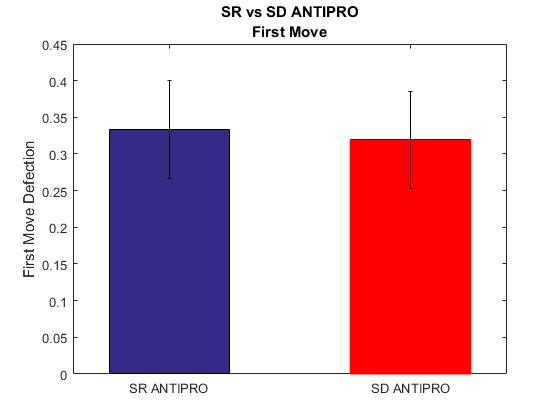 SR vs SD ANTIPRO
First Move
First Move Defection
0.45
0.4
0.35
0.3
0.25
0.2
0.15
0.1
0.05
0
SR ANTIPRO
SD ANTIPRO